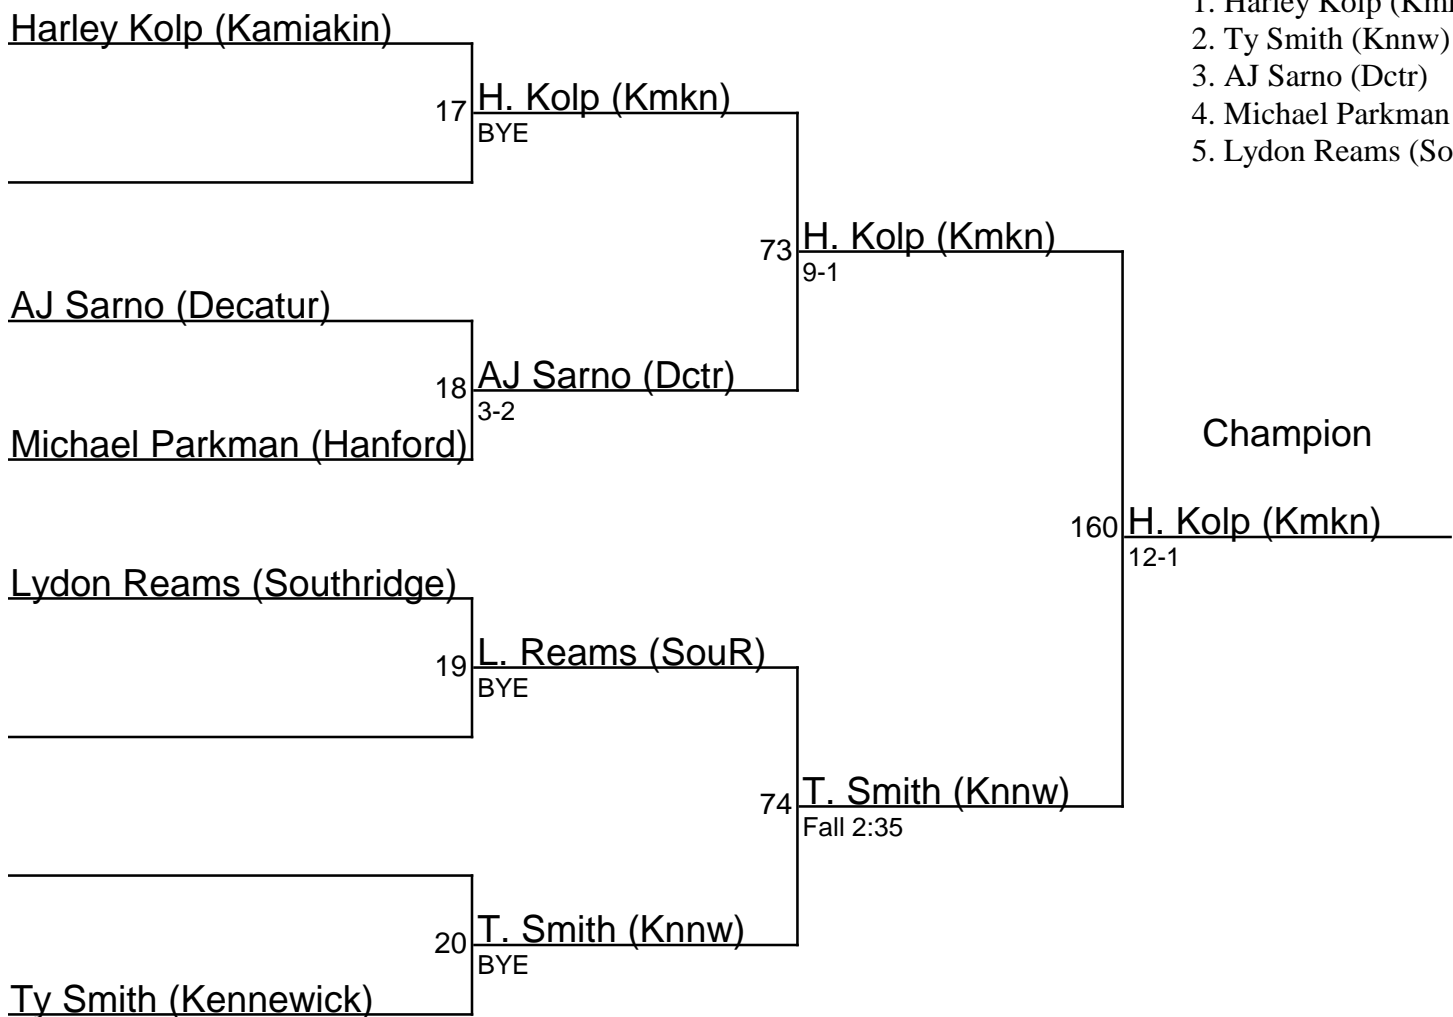 Harley Kolp (Kamiakin)
17 H. Kolp (Kmkn)
BYE
AJ Sarno (Decatur)
18 AJ Sarno (Dctr)
3-2
Michael Parkman (Hanford)
73 H. Kolp (Kmkn)
9-1
Lydon Reams (Southridge)
19 L. Reams (SouR)
BYE
74 T. Smith (Knnw)
Fall 2:35
20 T. Smith (Knnw)
BYE
Ty Smith (Kennewick)
Champion
160 H. Kolp (Kmkn)
12-1
1. Harley Kolp
2. Ty Smith (Knnw)
3. AJ Sarno (Dctr)
4. Michael Parkman
5. Lydon Reams (So